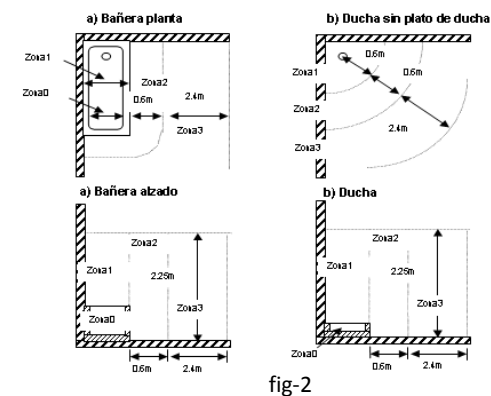 a) Bañera planta
Zona1
Zona0
Zona2
0.6m
2.4m
Zona3
b) Ducha sin plato de ducha
0.6m
Zona1
0.6m
Zona2
2.4m
Zona3
a) Bañera alzado
Zona2
Zona1
2.25m
Zona3
Zona0
0.6m
2.4m
b) Ducha
Zona2
Zona1
2.25m
Zona3
Zona0
0.6m
2.4m
fig-2